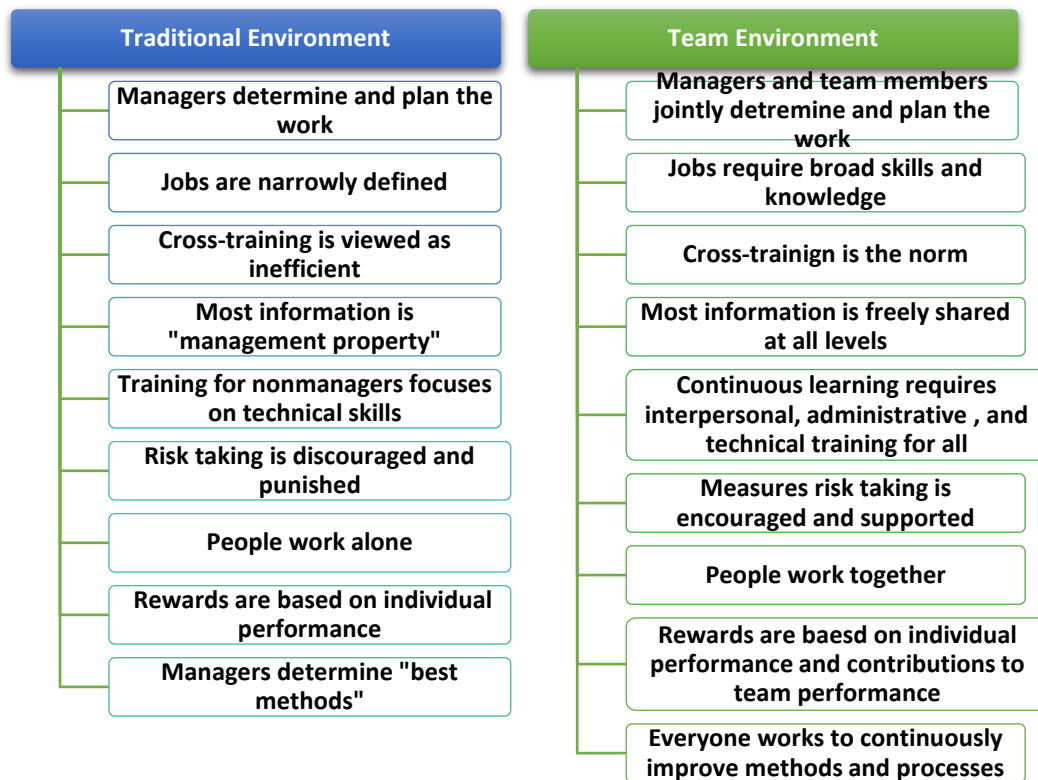 Traditional Environment
Managers determine and plan the
work
Jobs are narrowly defined
Cross-training is viewed as
inefficient
Most information is
"management property"
Training for nonmanagers focuses
on technical skills
Risk taking is discouraged and
punished
People work alone
Rewards are based on individual
performance
Managers determine "best
methods"
Team Environment
Managers and team members
jointly detremine and plan the
work
Jobs require broad skills and
knowledge
Cross-trainign is the norm
Most information is freely shared
at all levels
Continuous learning requires
interpersonal, administrative , and
technical training for all
Measures risk taking is
encouraged and supported
People work together
Rewards are baesd on individual
performance and contributions to
team performance
Everyone works to continuously
improve methods and processes